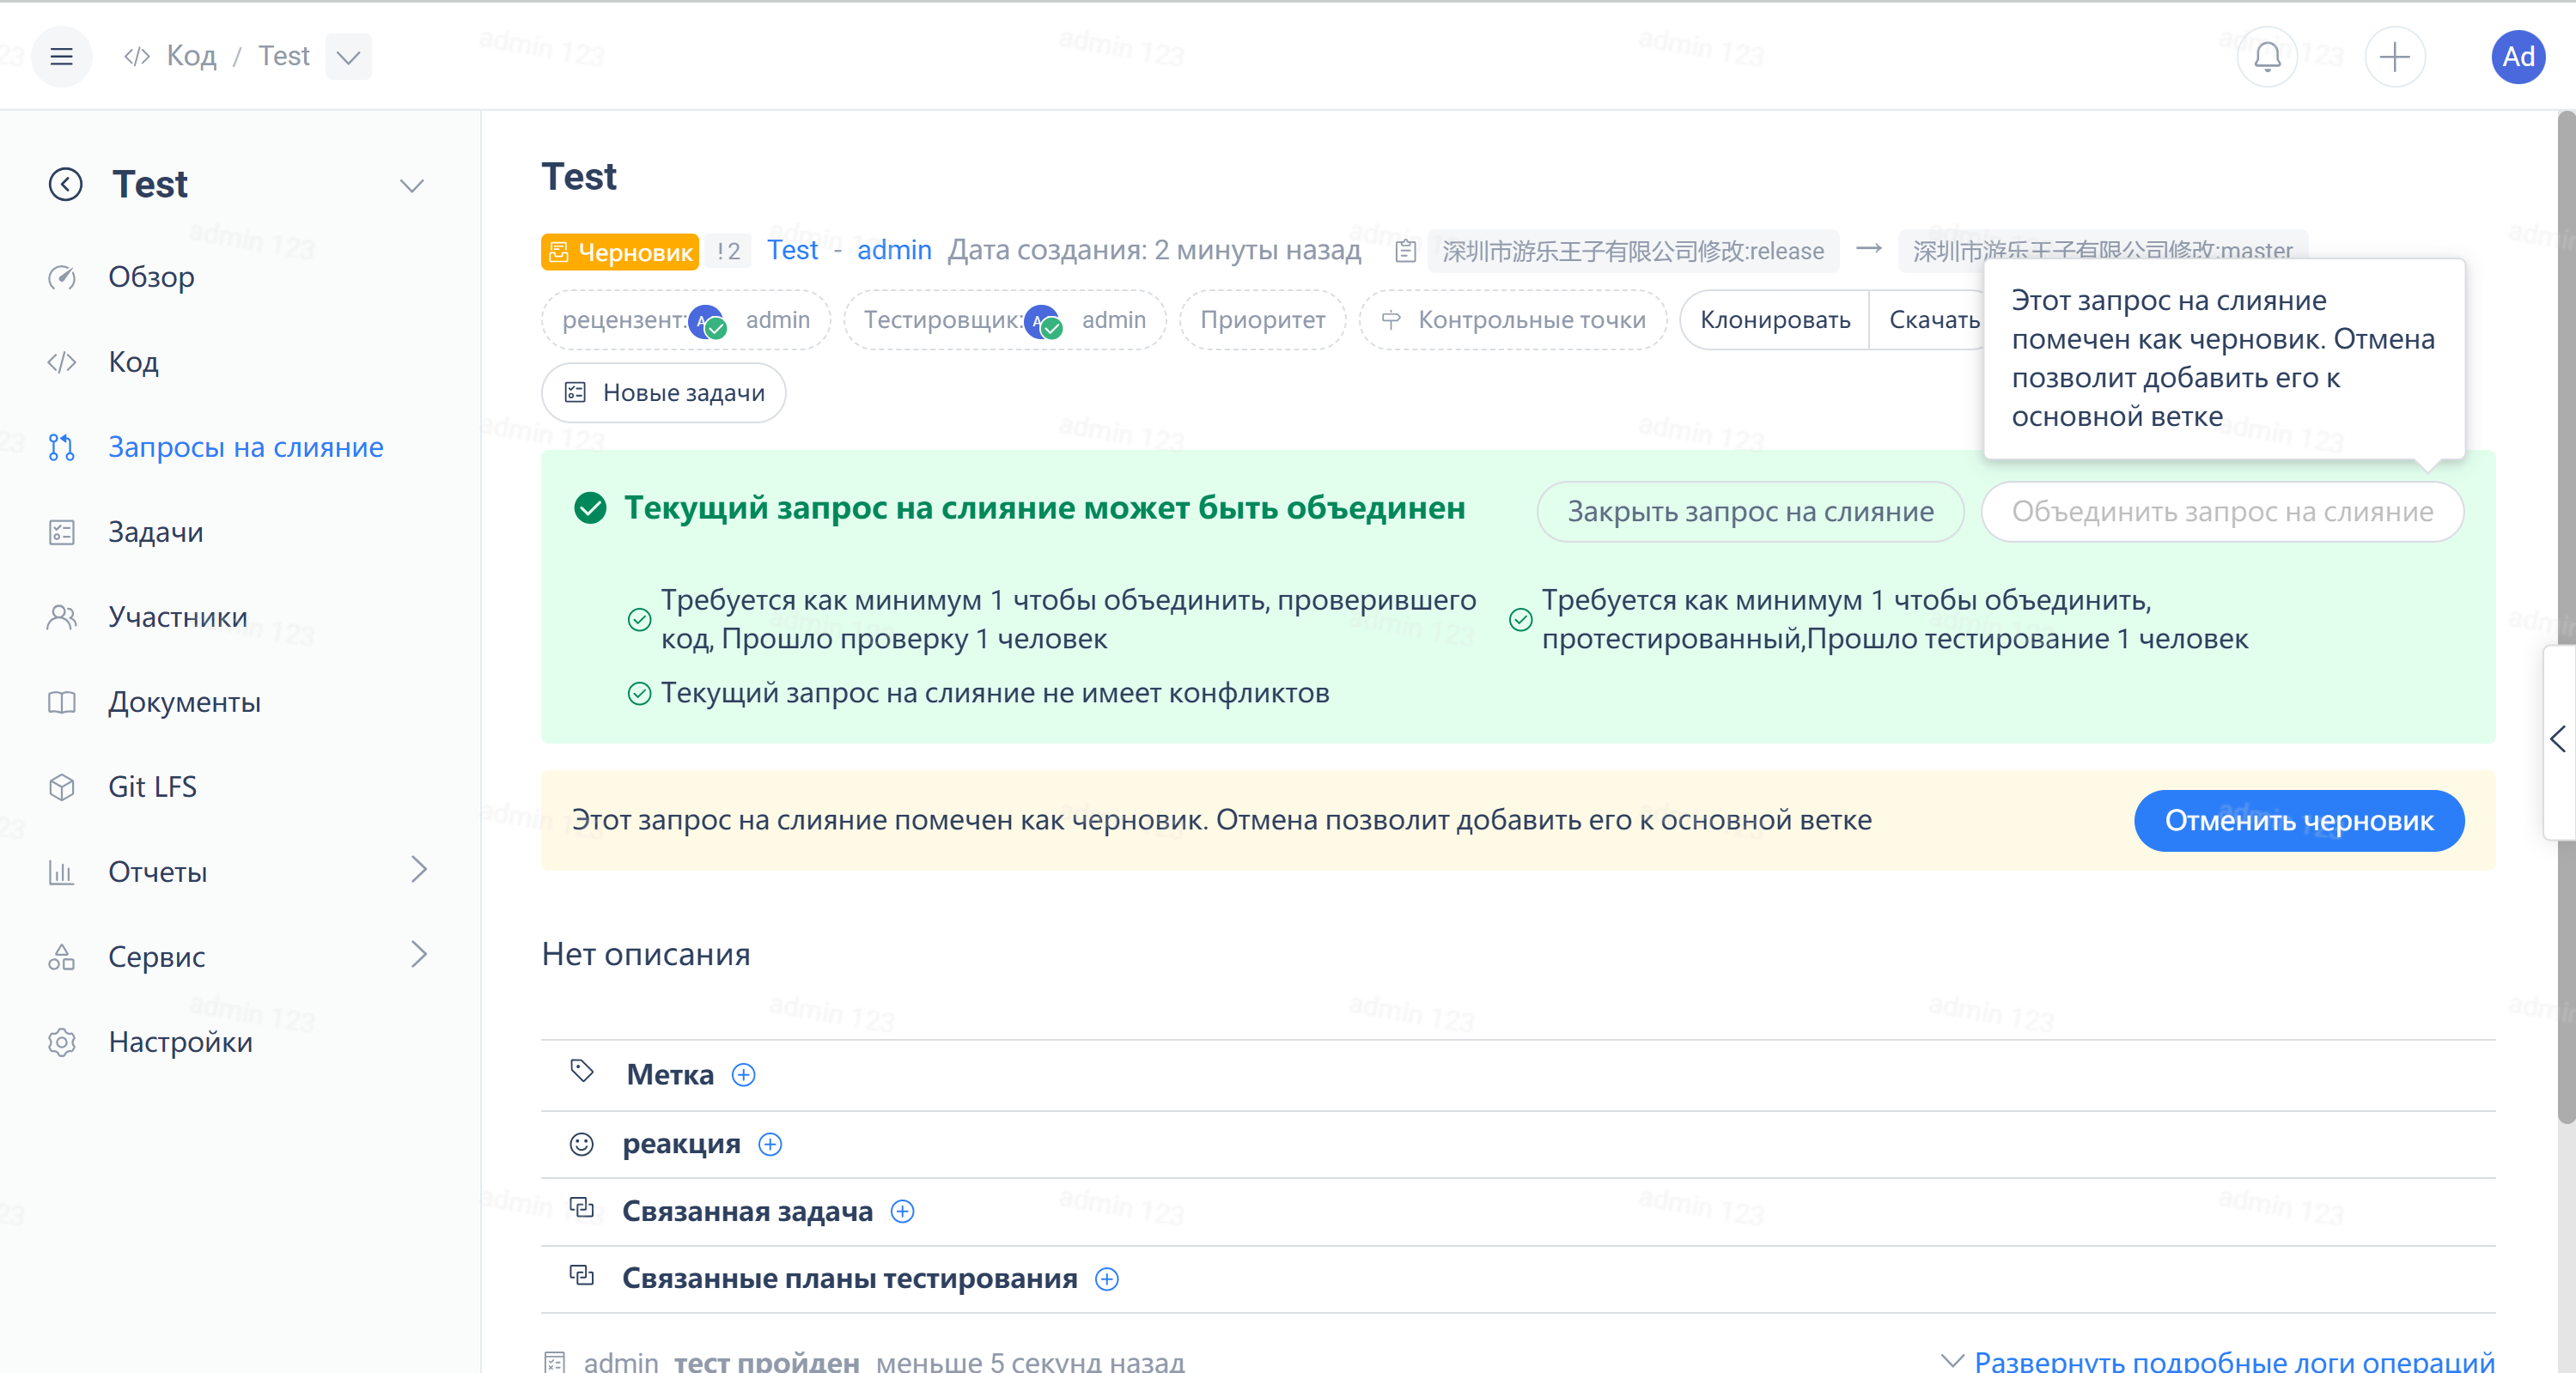 Код / Test
Ad
Test
Обзор
Код
Запросы на слияние
Задачи
Участники
Документы
Git LFS
Отчеты
Сервис
Настройки
Test
Черновик !2 Test - admin Дата создания: 2 минуты назад 深圳市游乐王子有限公司修改:release → 深圳市游乐王子有限公司修改:master
рецензент: admin Тестировщик: admin Приоритет Контрольные точки Клонировать Скачать
Новые задачи
Этот запрос на слияние
помечен как черновик. Отмена
позволит добавить его к
основной ветке
Текущий запрос на слияние может быть объединен
Закрыть запрос на слияние Объединить запрос на слияние
Требуется как минимум 1 чтобы объединить, проверившего
код, Прошло проверку 1 человек
Требуется как минимум 1 чтобы объединить,
протестированный,Прошло тестирование 1 человек
Текущий запрос на слияние не имеет конфликтов
Этот запрос на слияние помечен как черновик. Отмена позволит добавить его к основной ветке
Отменить черновик
Нет описания
Метка
реакция
Связанная задача
Связанные планы тестирования
admin тест пройден меньше 5 секунд назад
Развернуть подробные логи операций
admin 123